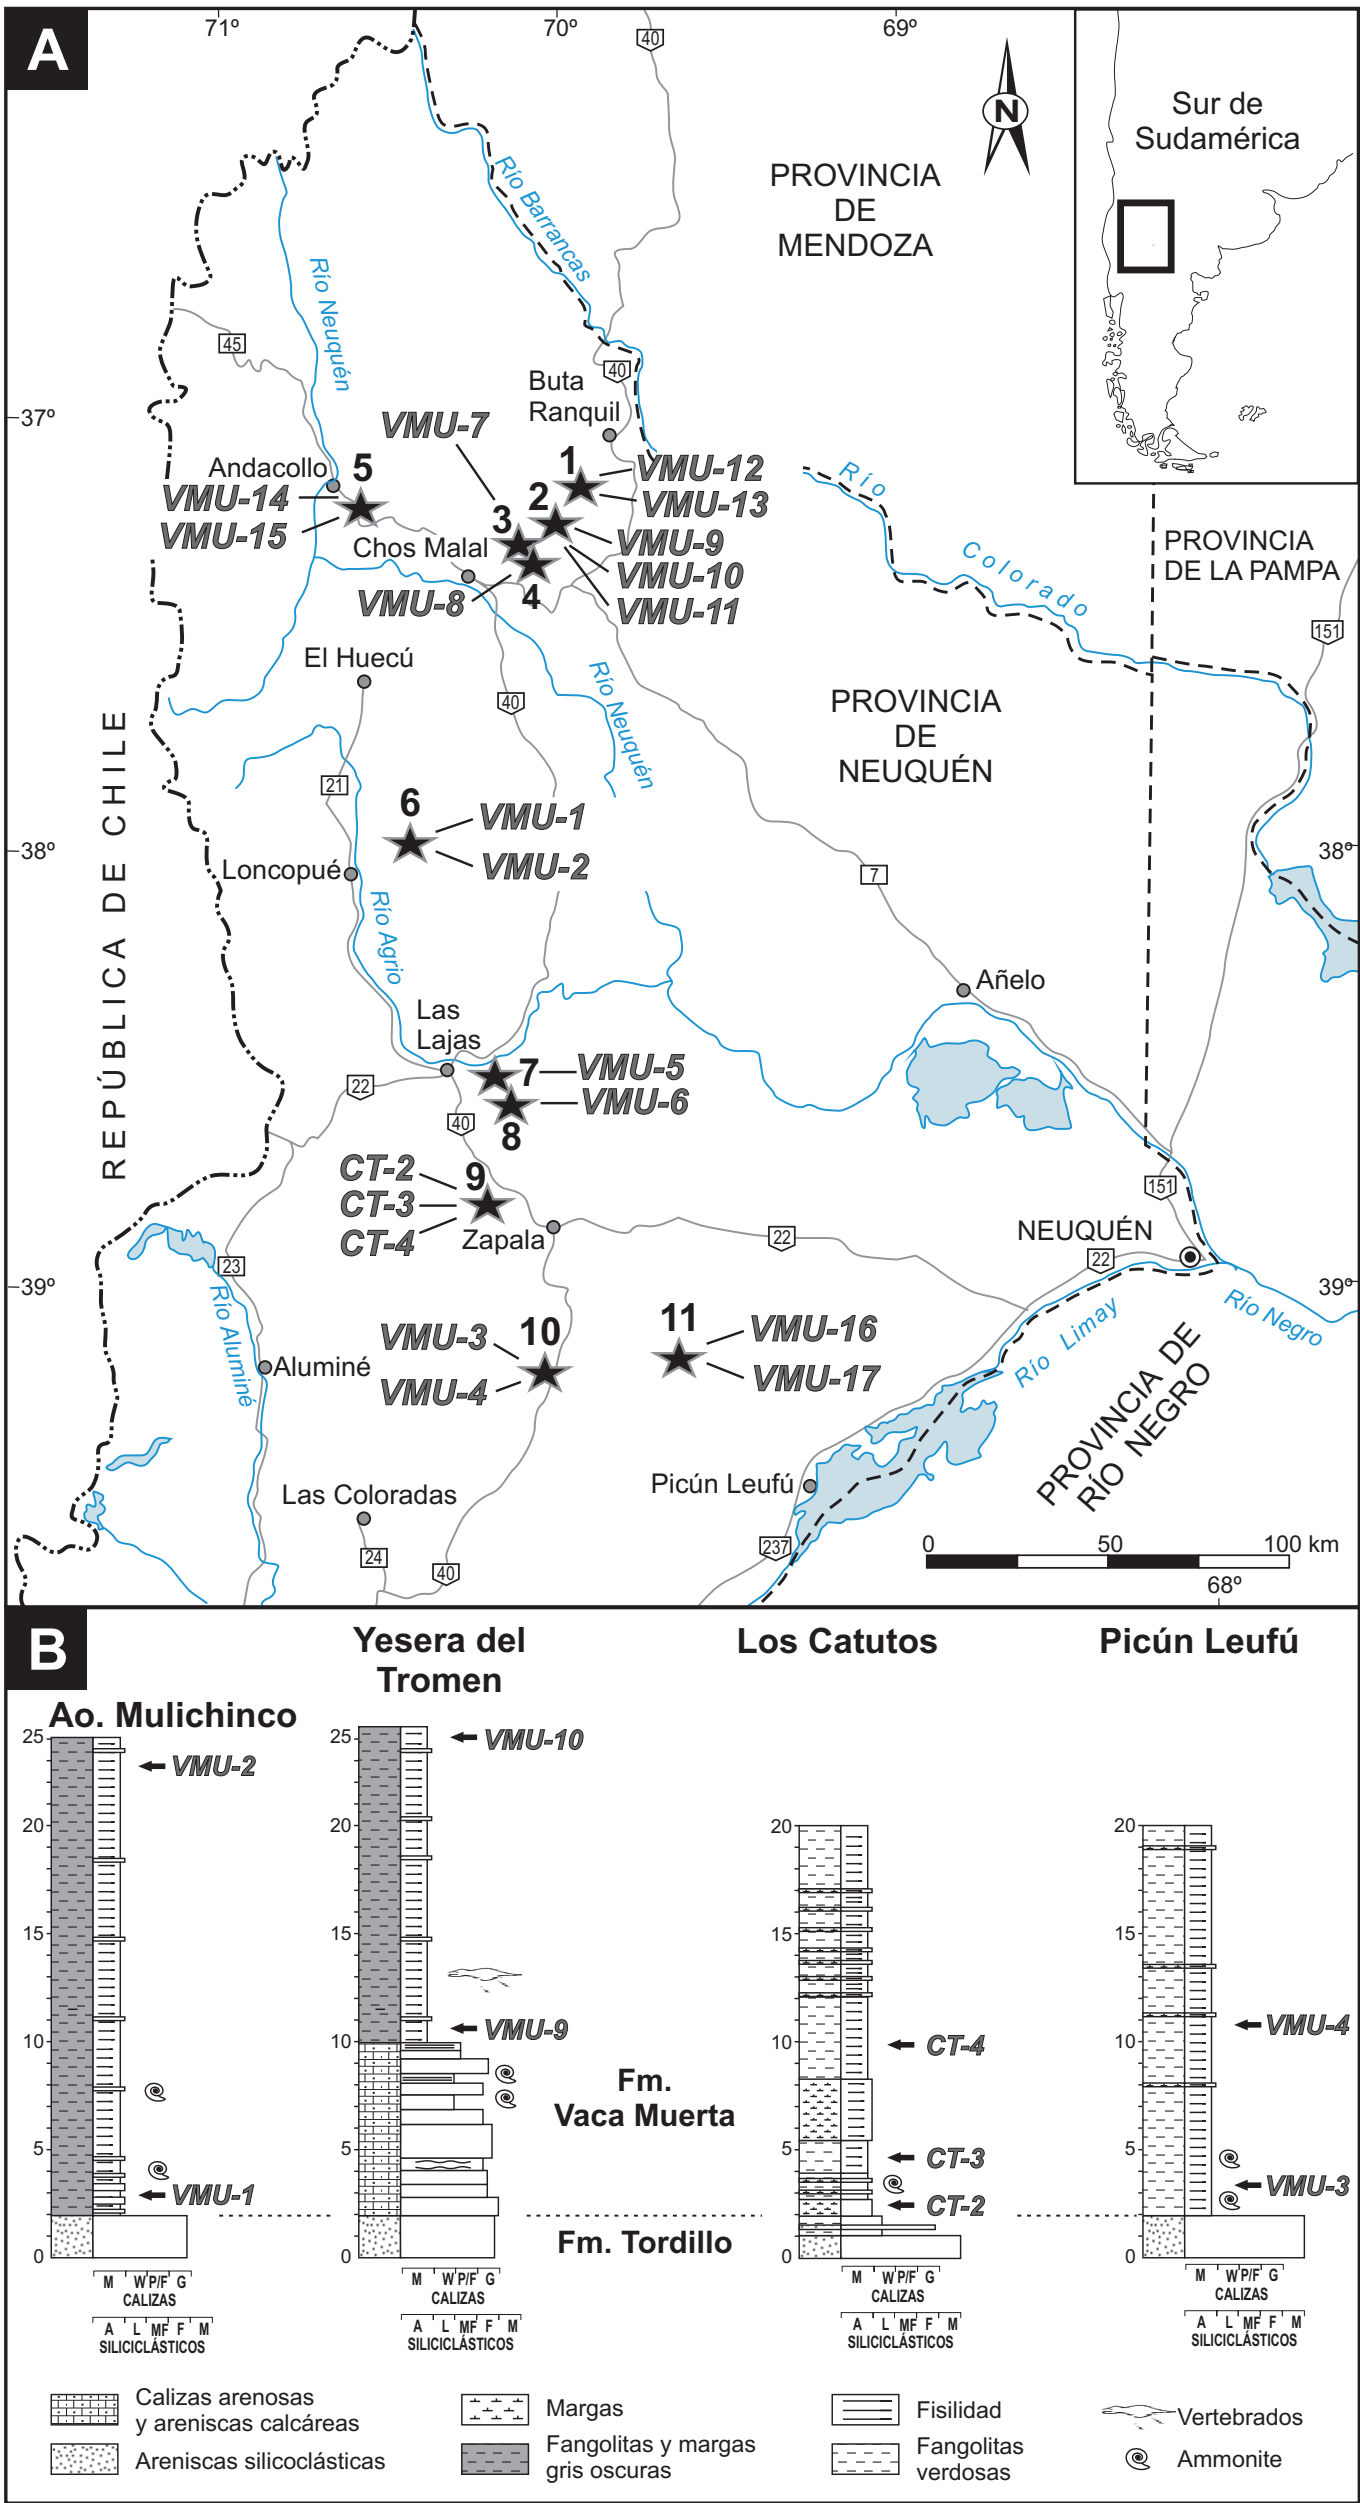 A
71º
70º
69º
40
N
Sur de
Sudamérica
PROVINCIA
DE
MENDOZA
Río Barrancas
Río Neuquén
45
40
Buta
Ranquil
37º
VMU-7
Andacollo
5
1
VMU-12
VMU-14
2
VMU-13
VMU-15
3
VMU-9
Chos Malal
VMU-10
VMU-8
4
VMU-11
Río
Colorado
PROVINCIA
DE LA PAMPA
151
El Huecú
40
Río Neuquén
PROVINCIA
DE
NEUQUÉN
REPÚBLICA DE CHILE
21
6
VMU-1
VMU-2
38º
38º
Loncopué
7
Río Agrio
Añelo
Las
Lajas
7
VMU-5
22
VMU-6
40
8
CT-2
9
CT-3
CT-4
Zapala
151
NEUQUÉN
22
22
23
39º
39º
Río Aluminé
Río Negro
Río Limay
VMU-3
10
11
VMU-16
VMU-4
VMU-17
Aluminé
PROVINCIA DE
RÍO NEGRO
Las Coloradas
Picún Leufú
24
40
237
0 50 100 km
68º
B
Yesera del
Tromen
Los Catutos
Picún Leufú
Ao. Mulichinco
25
VMU-2
20
15
10
5
VMU-1
0
M W P/F G
CALIZAS
A L MF F M
SILICICLÁSTICOS
25
VMU-10
20
15
VMU-9
10
5
0
M W P/F G
CALIZAS
A L MF F M
SILICICLÁSTICOS
Fm.
Vaca Muerta
Fm. Tordillo
20
15
10
CT-4
5
CT-3
CT-2
0
M W P/F G
CALIZAS
A L MF F M
SILICICLÁSTICOS
20
15
VMU-4
10
5
VMU-3
0
M W P/F G
CALIZAS
A L MF F M
SILICICLÁSTICOS
Calizas arenosas
y areniscas calcáreas
Areniscas silicoclásticas
Margas
Fangolitas y margas
gris oscuras
Fisilidad
Fangolitas
verdosas
Vertebrados
Ammonite